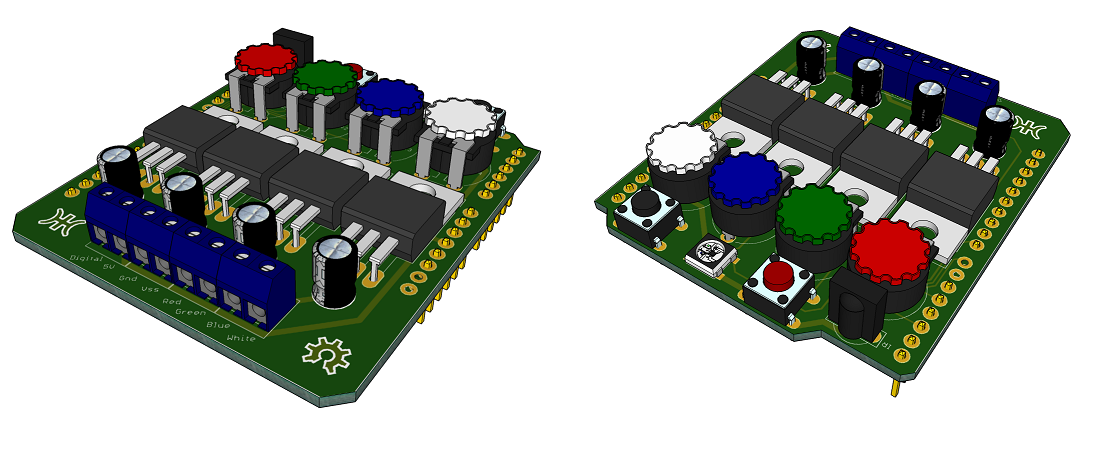 Digital
5V
Gnd
Vss
Red
Green
Blue
White